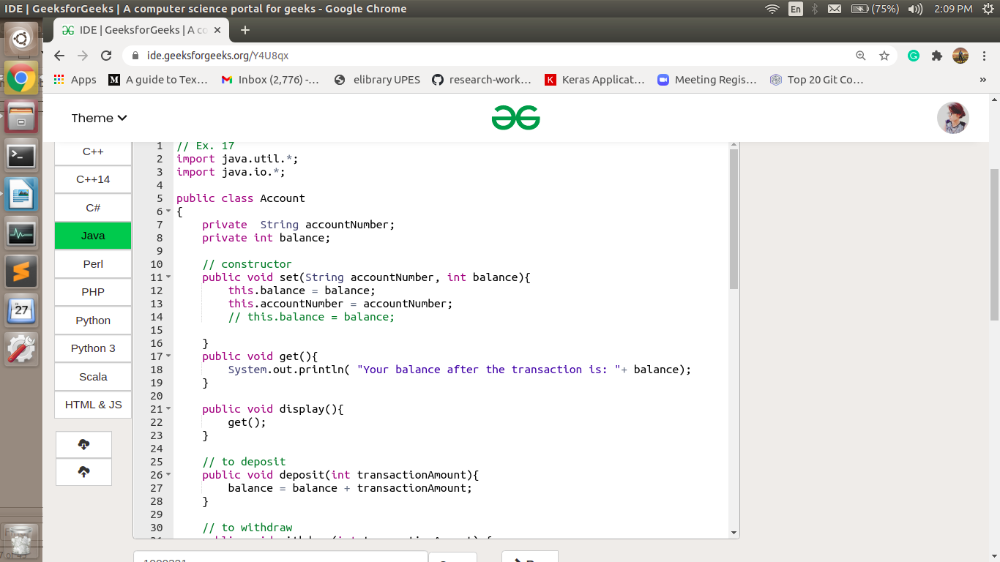 IDE | GeeksforGeeks | A computer science portal for geeks - Google Chrome
En
(75%)
2:09 PM
IDE | GeeksforGeeks | A co
ide.geeksforgeeks.org/Y4U8qx
Apps
A guide to Tex…
Inbox (2,776) -…
elibrary UPES
research-work…
K
Keras Applicat…
Meeting Regis…
Top 20 Git Co…
»
Theme
C++
C++14
C#
Java
Perl
PHP
Python
Python 3
Scala
HTML & JS
27
1 // Ex. 17
2 import java.util.*;
3 import java.io.*;
4
5 public class Account
6 {
7     private  String accountNumber;
8     private int balance;
9
10     // constructor
11     public void set(String accountNumber, int balance){
12         this.balance = balance;
13         this.accountNumber = accountNumber;
14         // this.balance = balance;
15
16     }
17     public void get(){
18         System.out.println( "Your balance after the transaction is: "+ balance);
19     }
20
21     public void display(){
22         get();
23     }
24
25     // to deposit
26     public void deposit(int transactionAmount){
27         balance = balance + transactionAmount;
28     }
29
30     // to withdraw